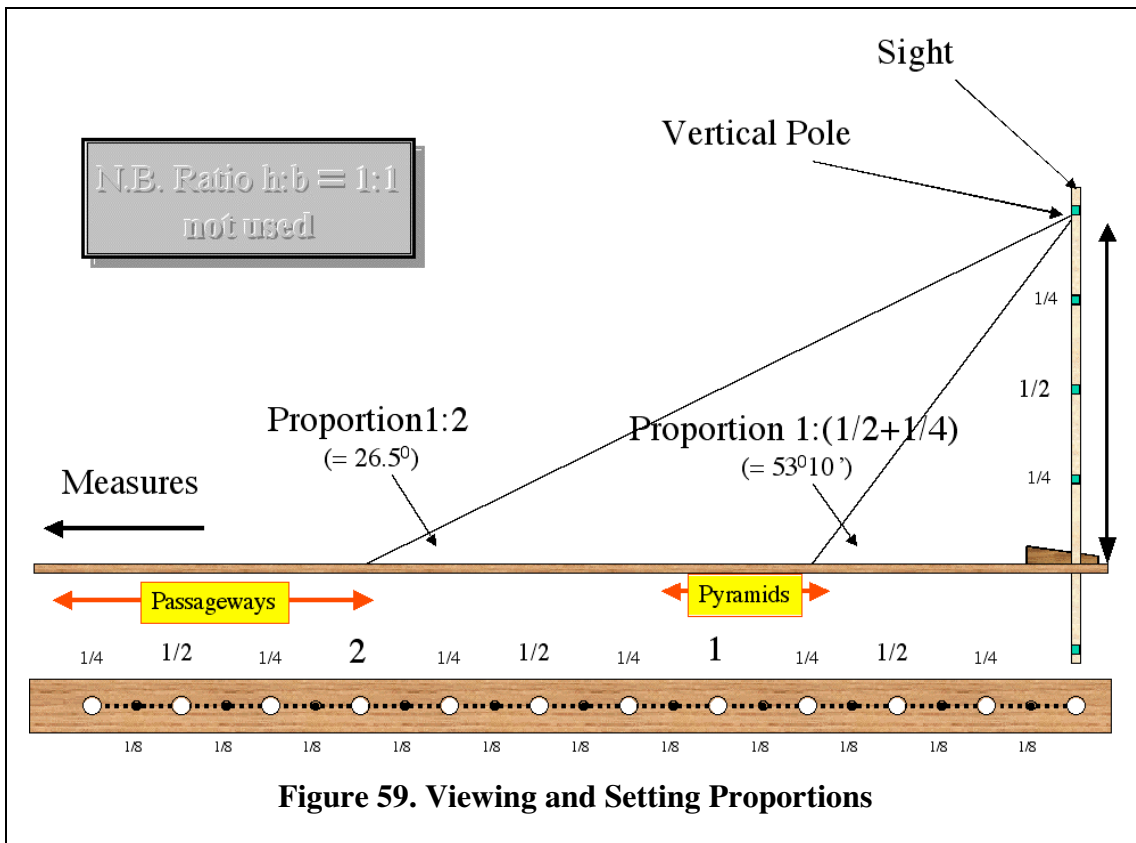 Sight
Vertical Pole
N.B. Ratio h:b = 1:1
not used
1/4
1/2
Proportion1:2
(= 26.5⁰)
Proportion 1:(1/2+1/4)
(= 53⁰10’)
1/4
Measures
Passageways
Pyramids
1/4 1/2 1/4 2 1/4 1/2 1/4 1 1/4 1/2 1/4
1/8 1/8 1/8 1/8 1/8 1/8 1/8 1/8 1/8 1/8 1/8
Figure 59. Viewing and Setting Proportions